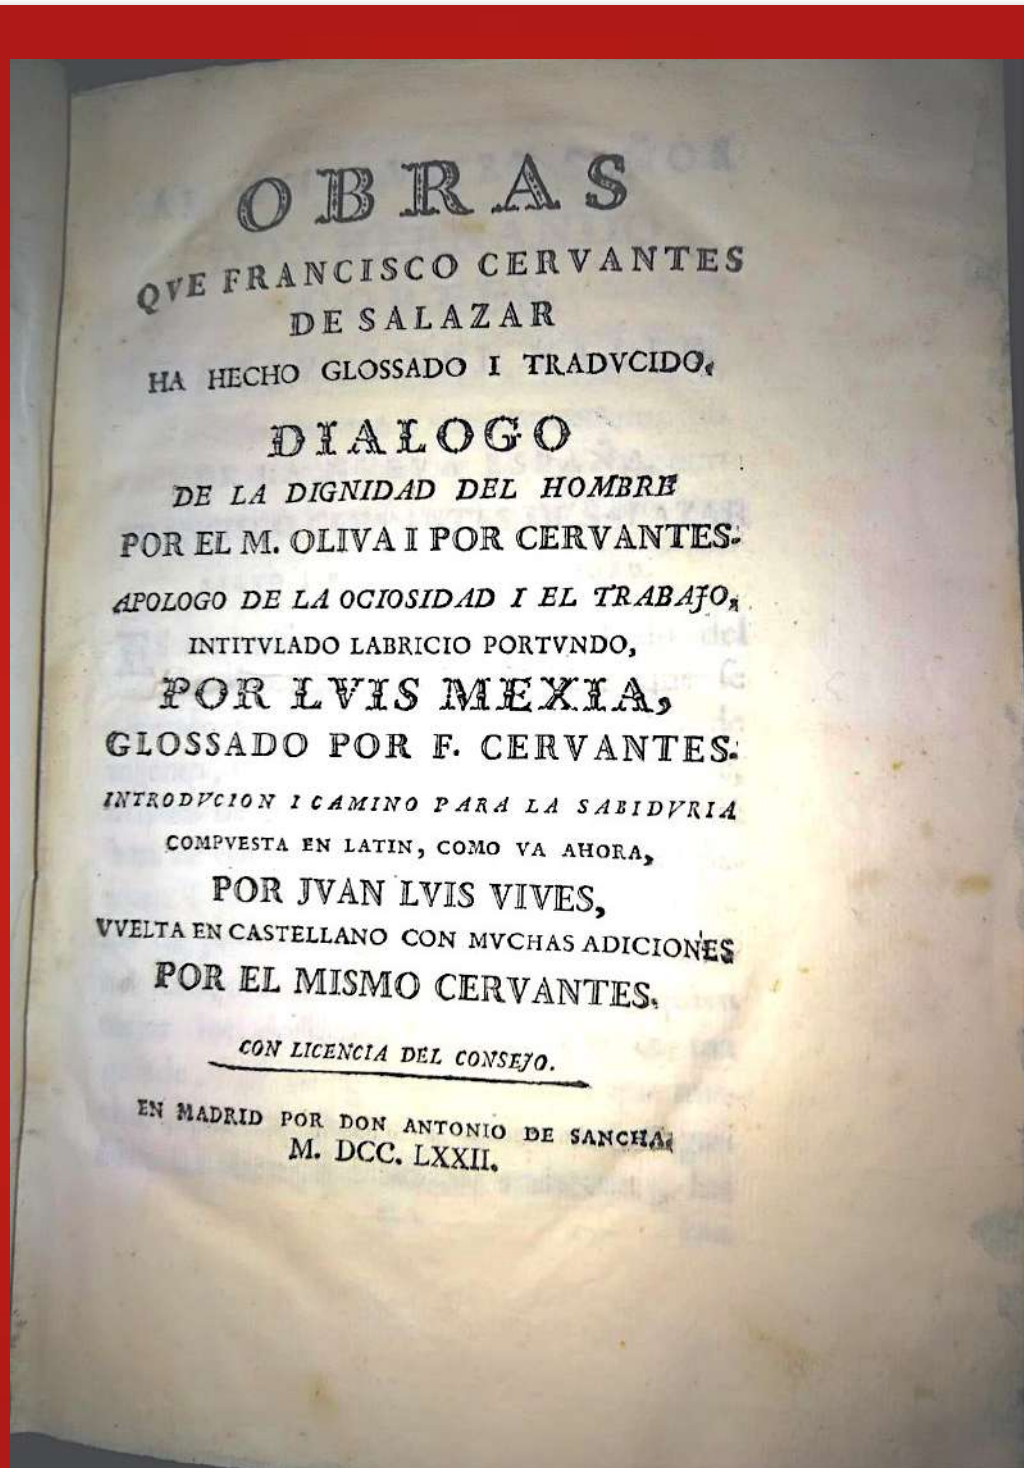 OBRAS
QVE FRANCISCO CERVANTES
DE SALAZAR
HA HECHO GLOSSADO I TRADVCIDO.
DIALOGO
DE LA DIGNIDAD DEL HOMBRE
POR EL M. OLIVA I POR CERVANTES.
APOLOGO DE LA OCIOSIDAD I EL TRABAJO,
INTITVLADO LABRICIO PORTVNDO,
POR LVIS MEXIA,
GLOSSADO POR F. CERVANTES.
INTRODVCION I CAMINO PARA LA SABIDVRIA
COMPVESTA EN LATIN, COMO VA AHORA,
POR JVAN LVIS VIVES,
VVELTA EN CASTELLANO CON MVCHAS ADICIONES
POR EL MISMO CERVANTES.
CON LICENCIA DEL CONSEJO.
EN MADRID POR DON ANTONIO DE SANCHA.
M. DCC. LXXII.